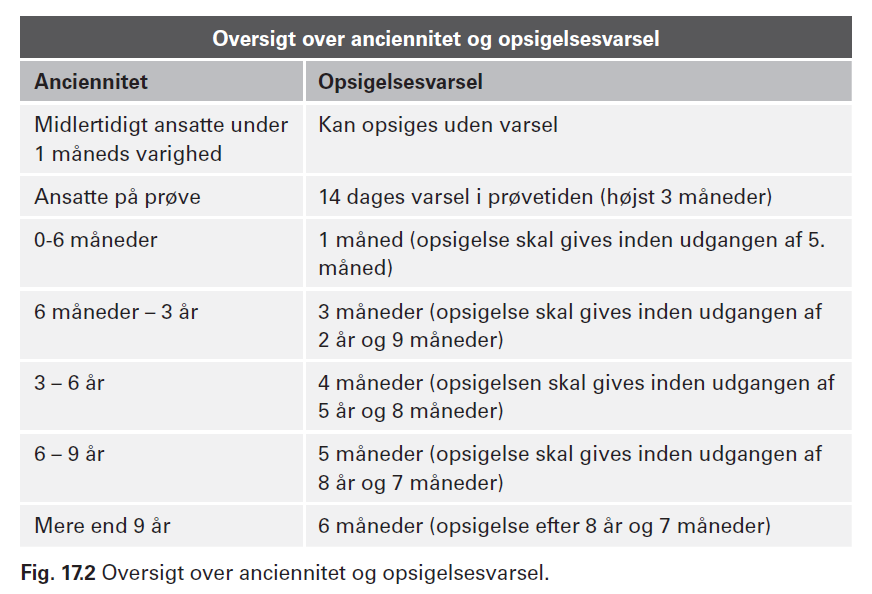 Oversigt over anciennitet og opsigelsesvarsel
Anciennitet
Opsigelsesvarsel
Midlertidigt ansatte under
1 måneds varighed
Kan opsiges uden varsel
Ansatte på prøve
14 dages varsel i prøvetiden (højst 3 måneder)
0-6 måneder
1 måned (opsigelse skal gives inden udgangen af 5.
måned)
6 måneder – 3 år
3 måneder (opsigelse skal gives inden udgangen af
2 år og 9 måneder)
3 – 6 år
4 måneder (opsigelsen skal gives inden udgangen af
5 år og 8 måneder)
6 – 9 år
5 måneder (opsigelse skal gives inden udgangen af
8 år og 7 måneder)
Mere end 9 år
6 måneder (opsigelse efter 8 år og 7 måneder)
Fig. 17.2 Oversigt over anciennitet og opsigelsesvarsel.